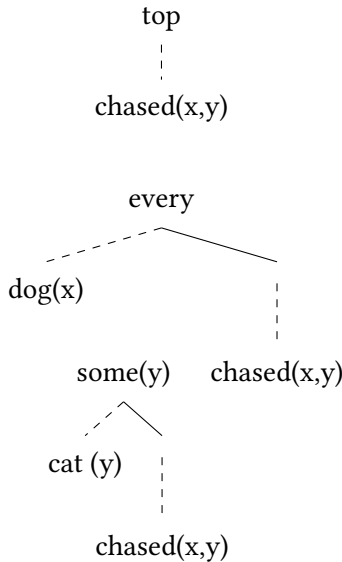 top
chased(x,y)
every
dog(x)
some(y) chased(x,y)
cat (y)
chased(x,y)